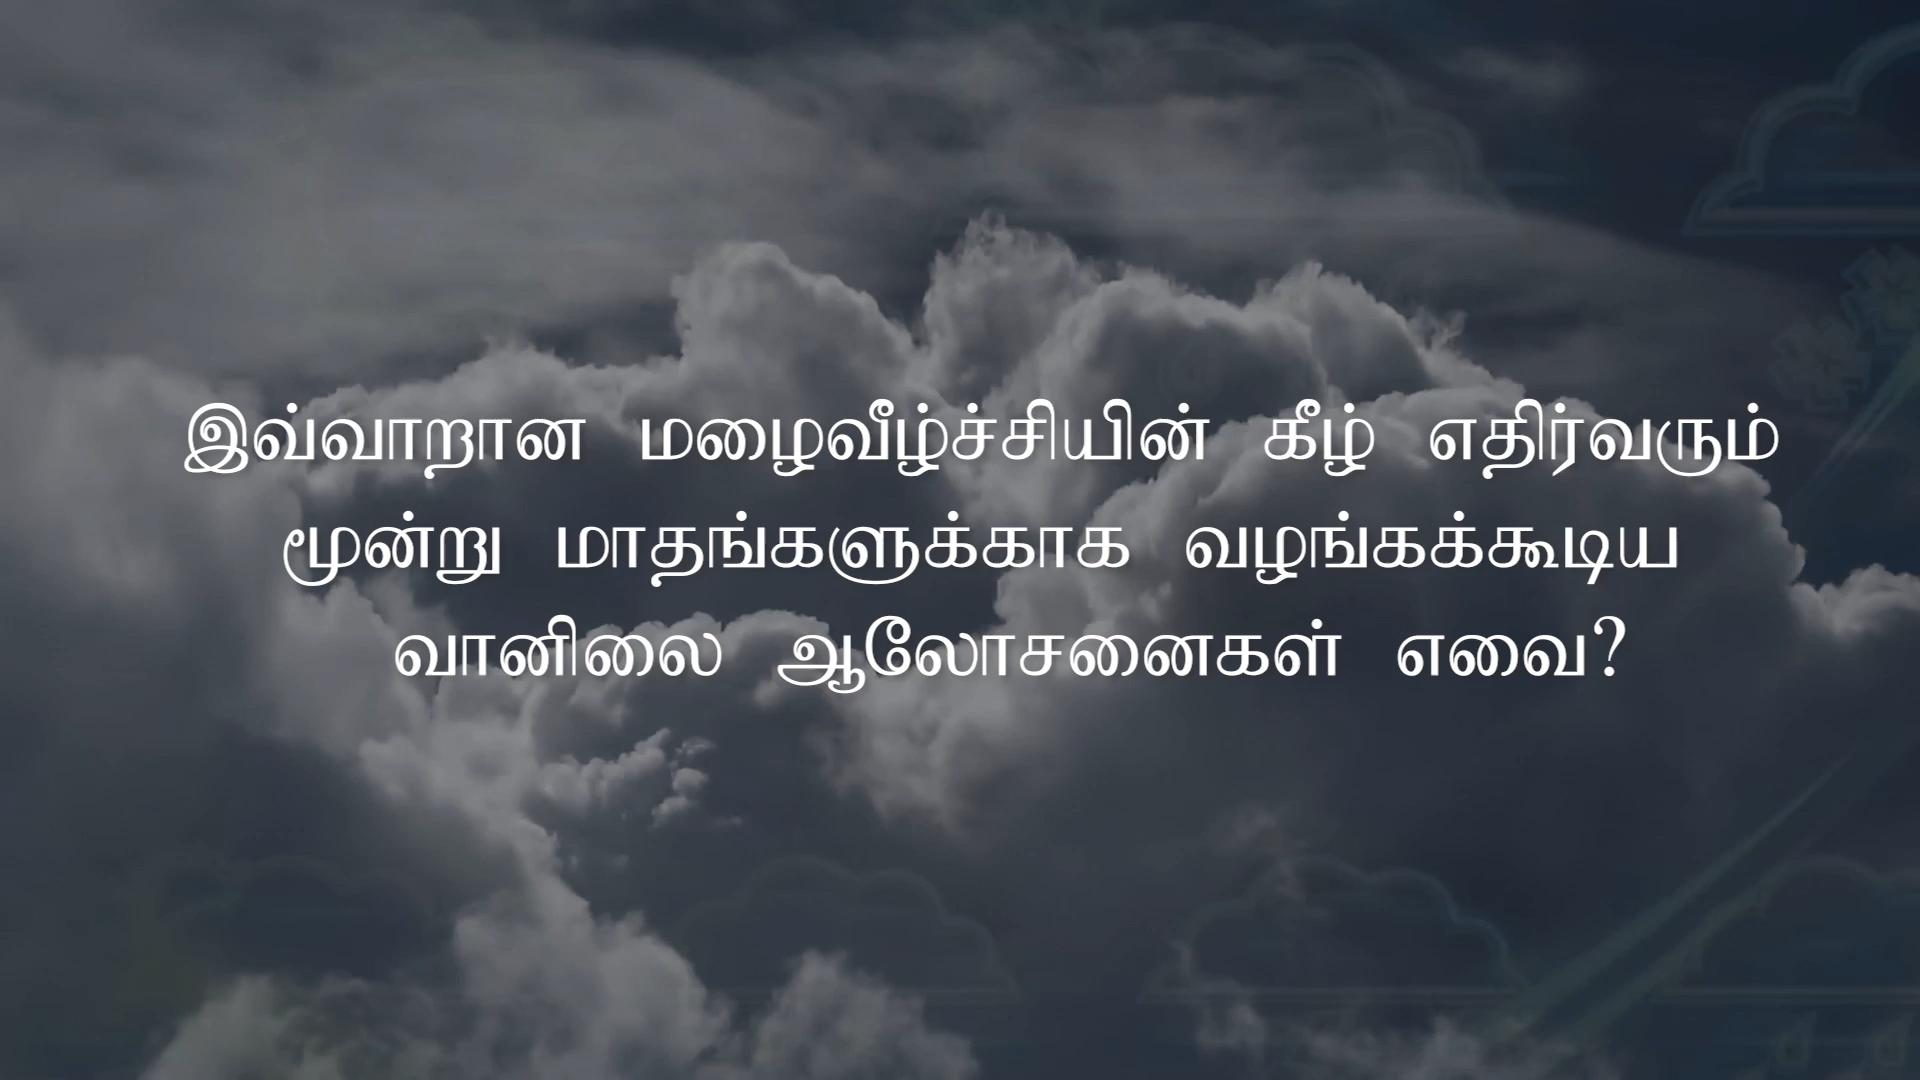 இவ்வாறான மழைவீழ்ச்சியின் கீழ் எதிர்வரும்
மூன்று மாதங்களுக்காக வழங்கக்கூடிய
வானிலை ஆலோசனைகள் எவை?